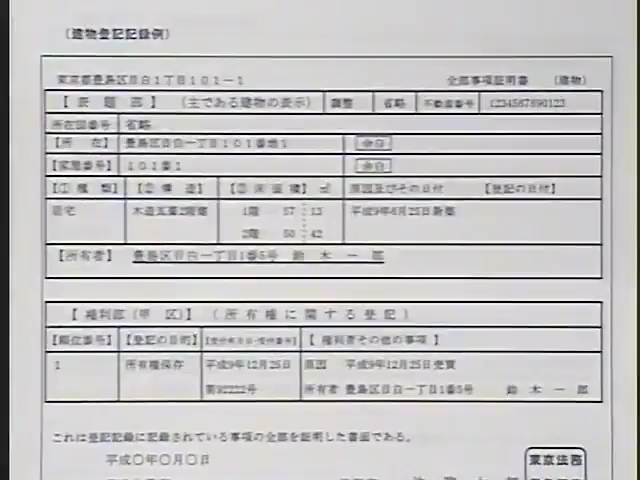 （建物登記記録例）
東京都豊島区目白１丁目１０１－１ 全部事項証明書 （建物）
【 表 題 部 】 （主である建物の表示） 調製 省略 不動産番号 1234567890123
所在図番号 省略
【所　在】 豊島区目白一丁目１０１番地１ 余白
【家屋番号】 １０１番１ 余白
【① 種　類】 【② 構　造】 【③ 床 面 積】 ㎡ 原因及びその日付 【登記の日付】
居宅 木造瓦葺2階建 1階 57 13 平成9年6月25日新築
2階 50 42
【所有者】 豊島区目白一丁目1番5号 鈴 木 一 郎
【 権利部（甲 区）】 （ 所 有 権 に 関 す る 登 記 ）
【順位番号】 【登記の目的】 【受付年月日・受付番号】 【 権利者その他の事項 】
1 所有権保存 平成9年12月25日 原因 平成9年12月25日売買
第92222号 所有者 豊島区目白一丁目1番5号 鈴 木 一 郎
これは登記記録に記録されている事項の全部を証明した書面である。
平成〇年〇月〇日
東京法務